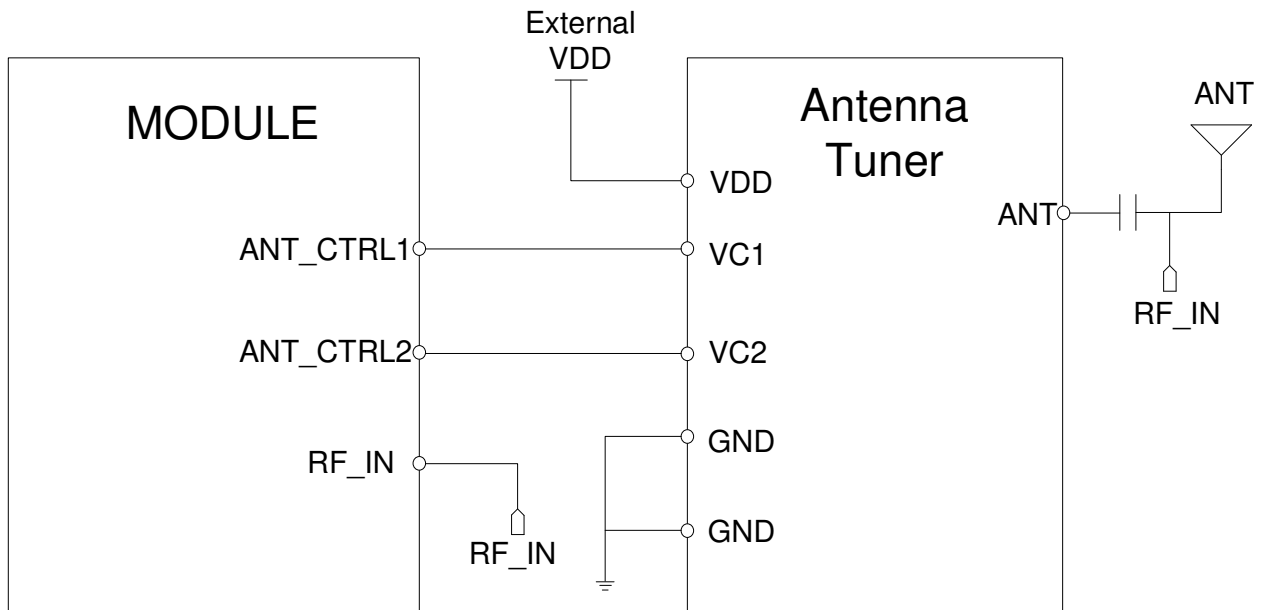 External
VDD
MODULE
Antenna
Tuner
ANT
VDD
ANT
ANT_CTRL1
VC1
RF_IN
ANT_CTRL2
VC2
GND
RF_IN
GND
RF_IN